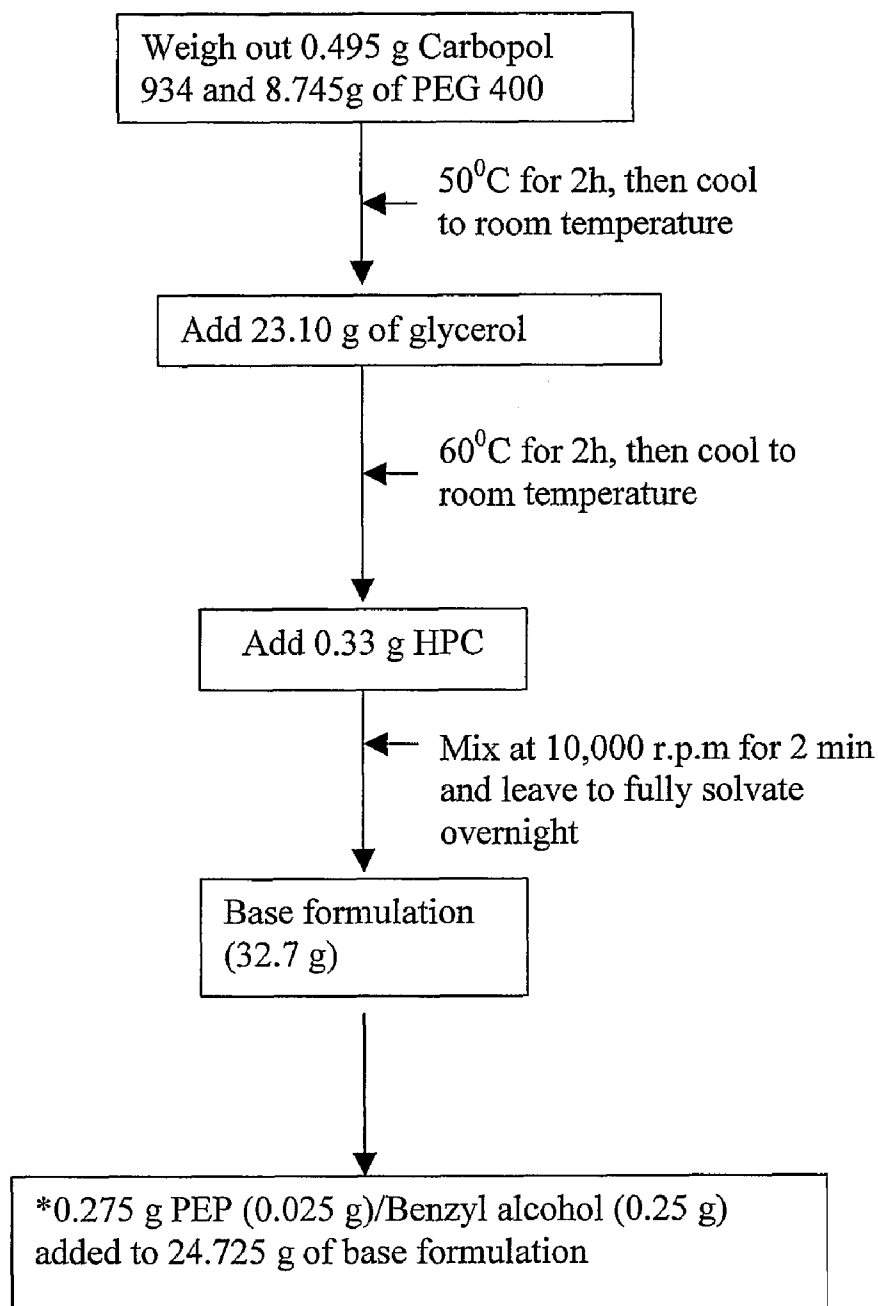 Weigh out 0.495 g Carbopol
934 and 8.745g of PEG 400
50⁰C for 2h, then cool
to room temperature
Add 23.10 g of glycerol
60⁰C for 2h, then cool to
room temperature
Add 0.33 g HPC
Mix at 10,000 r.p.m for 2 min
and leave to fully solvate
overnight
Base formulation
(32.7 g)
*0.275 g PEP (0.025 g)/Benzyl alcohol (0.25 g)
added to 24.725 g of base formulation